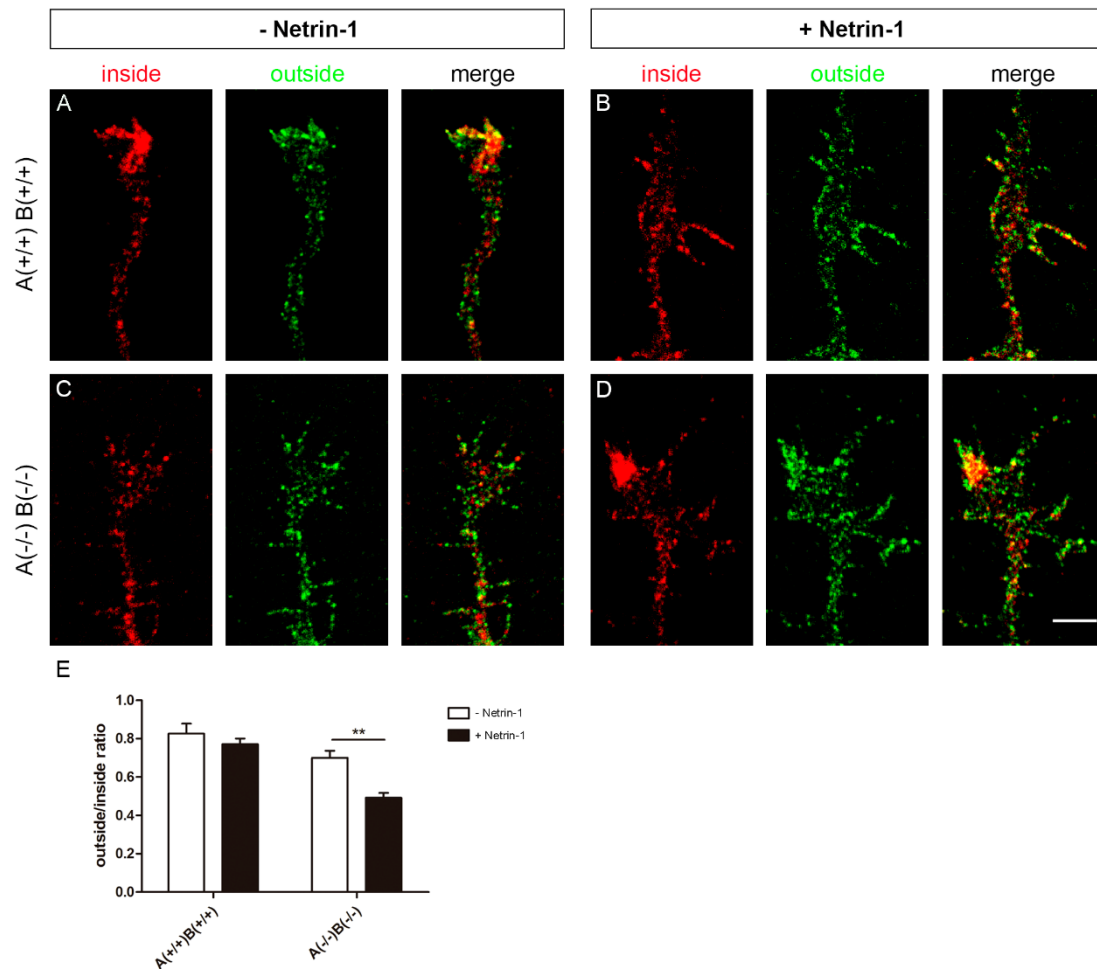 - Netrin-1
+ Netrin-1
inside
outside
merge
inside
outside
merge
A
B
A(+/+) B(+/+)
C
D
A(-/-) B(-/-)
E
1.0
0.8
0.6
0.4
0.2
0.0
outside/inside ratio
**
- Netrin-1
+ Netrin-1
A(+/+)B(+/+)
A(-/-)B(-/-)